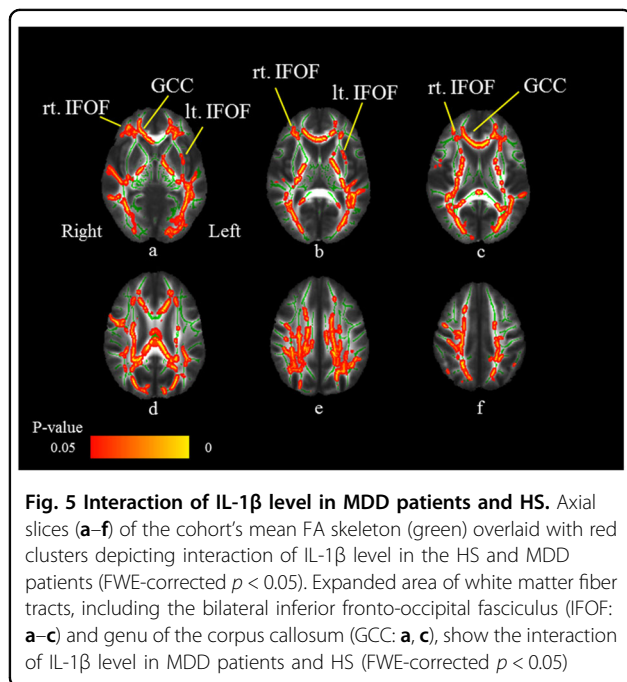 rt. IFOF
GCC
lt. IFOF
rt. IFOF
lt. IFOF
rt. IFOF
GCC
Right
Left
a
b
c
d
e
f
P-value
0.05
0
Fig. 5 Interaction of IL-1β level in MDD patients and HS. Axial
slices (a–f) of the cohort's mean FA skeleton (green) overlaid with red
clusters depicting interaction of IL-1β level in the HS and MDD
patients (FWE-corrected p < 0.05). Expanded area of white matter fiber
tracts, including the bilateral inferior fronto-occipital fasciculus (IFOF:
a–c) and genu of the corpus callosum (GCC: a, c), show the interaction
of IL-1β level in MDD patients and HS (FWE-corrected p < 0.05)